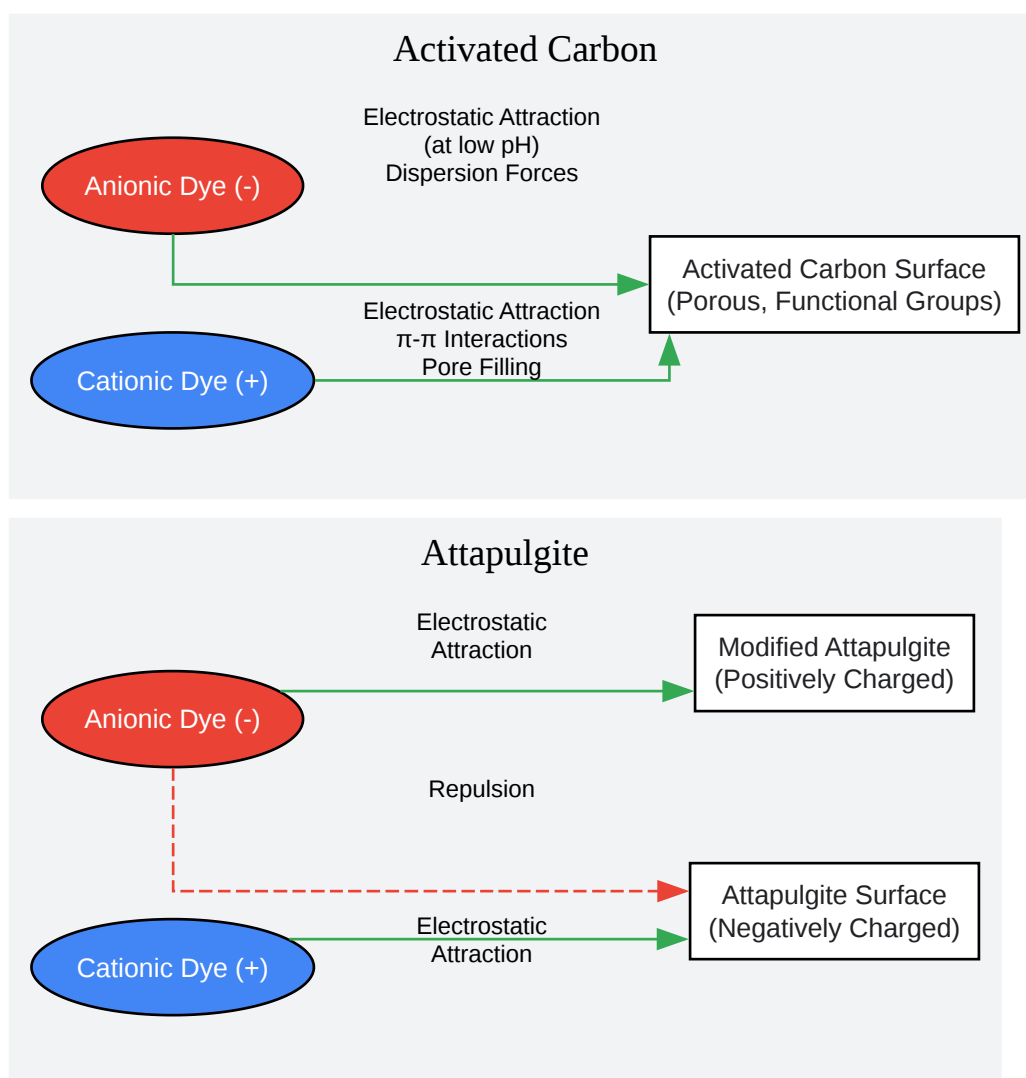 Activated Carbon
Electrostatic Attraction
(at low pH)
Dispersion Forces
Anionic Dye (-)
Activated Carbon Surface
(Porous, Functional Groups)
Electrostatic Attraction
π-π Interactions
Pore Filling
Cationic Dye (+)
Attapulgite
Electrostatic
Attraction
Modified Attapulgite
(Positively Charged)
Anionic Dye (-)
Repulsion
Attapulgite Surface
(Negatively Charged)
Electrostatic
Attraction
Cationic Dye (+)